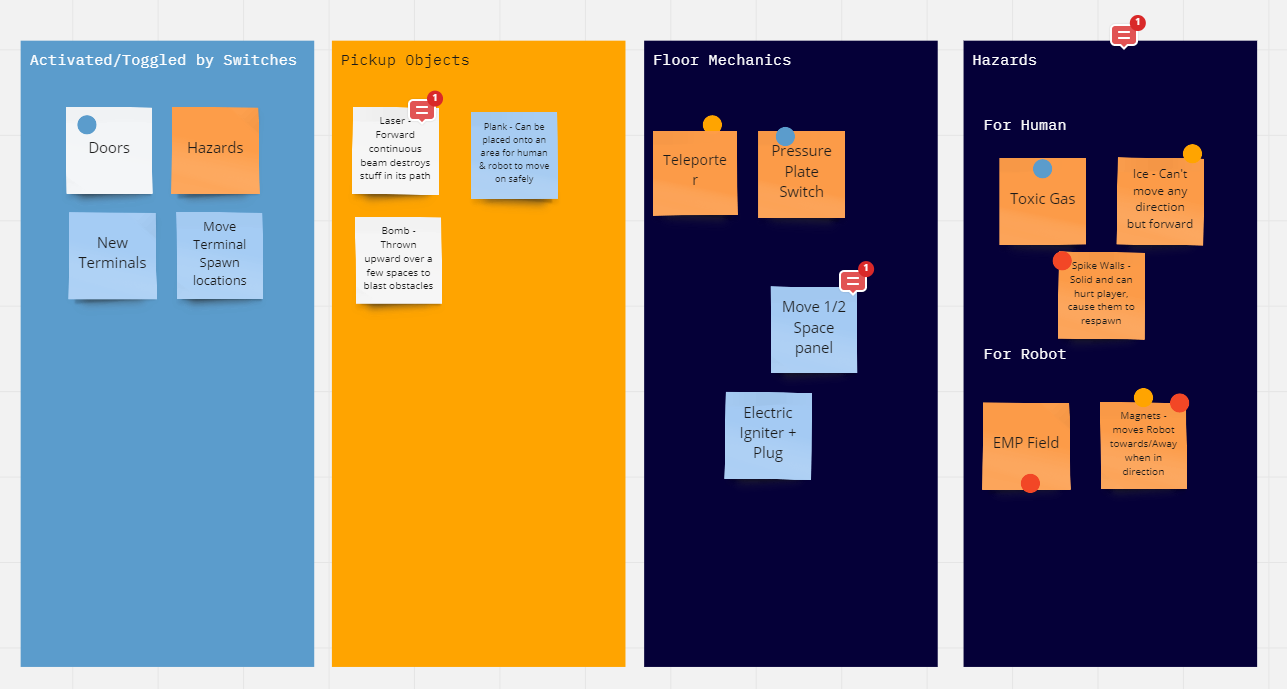 Activated/Toggled by Switches
Doors
Hazards
New
Terminals
Move
Terminal
Spawn
locations
Pickup Objects
1
Laser -
Forward
continuous
beam destroys
stuff in its path
Plank - Can be
placed onto an
area for human
& robot to move
on safely
Bomb -
Thrown
upward over a
few spaces to
blast obstacles
Floor Mechanics
Teleporte
r
Pressure
Plate
Switch
1
Move 1/2
Space
panel
Electric
Igniter +
Plug
1
Hazards
For Human
Toxic Gas
Ice - Can't
move any
direction
but forward
Spike Walls -
Solid and can
hurt player,
cause them to
respawn
For Robot
EMP Field
Magnets -
moves Robot
towards/Away
when in
direction